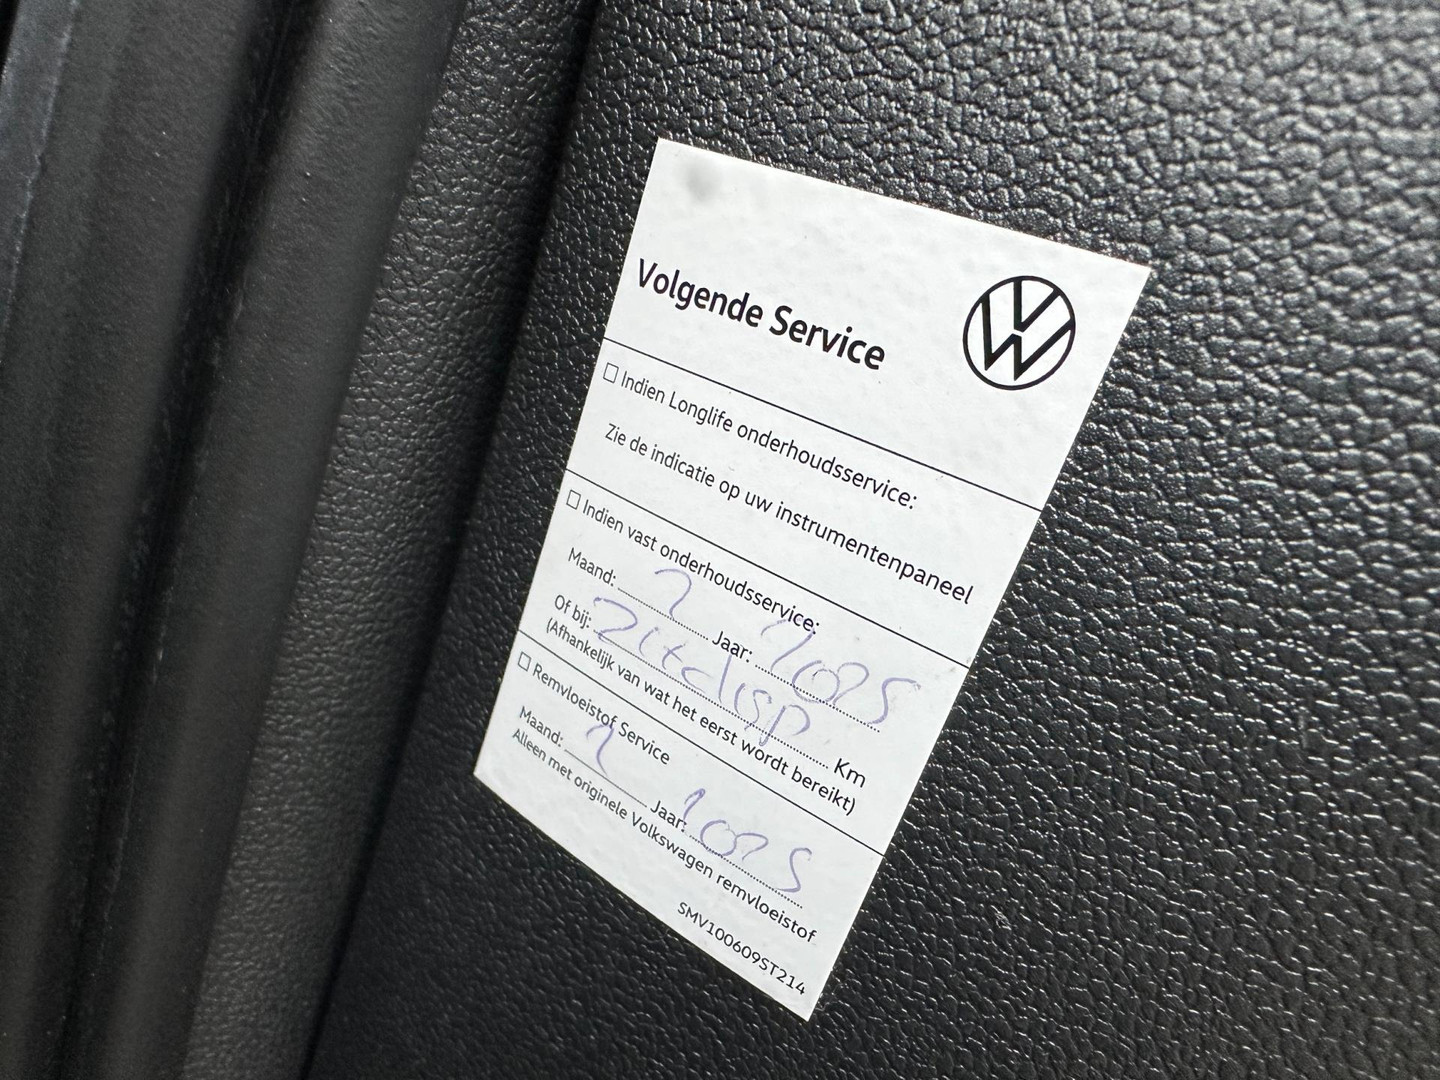 Volgende Service
Indien Longlife onderhoudsservice:
Zie de indicatie op uw instrumentenpaneel
Indien vast onderhoudsservice:
Maand: Jaar: 2025
Of bij: Zie disp Km
(Afhankelijk van wat het eerst wordt bereikt)
Remvloeistof Service
Maand: Jaar: 2025
Alleen met originele Volkswagen remvloeistof
SMV100609ST214